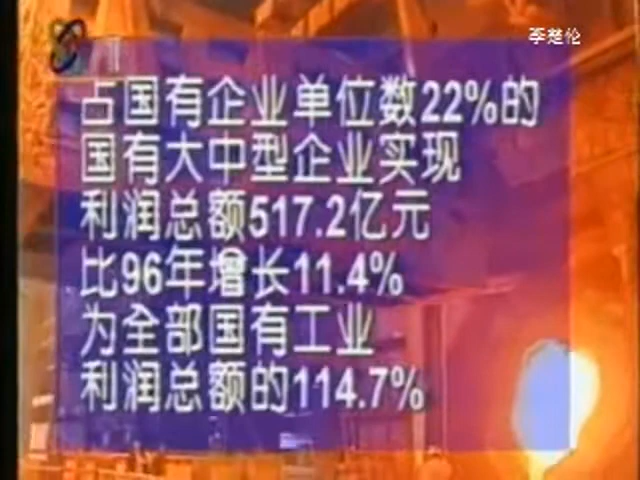 李楚伦
占国有企业单位数22%的
国有大中型企业实现
利润总额517.2亿元
比96年增长11.4%
为全部国有工业
利润总额的114.7%